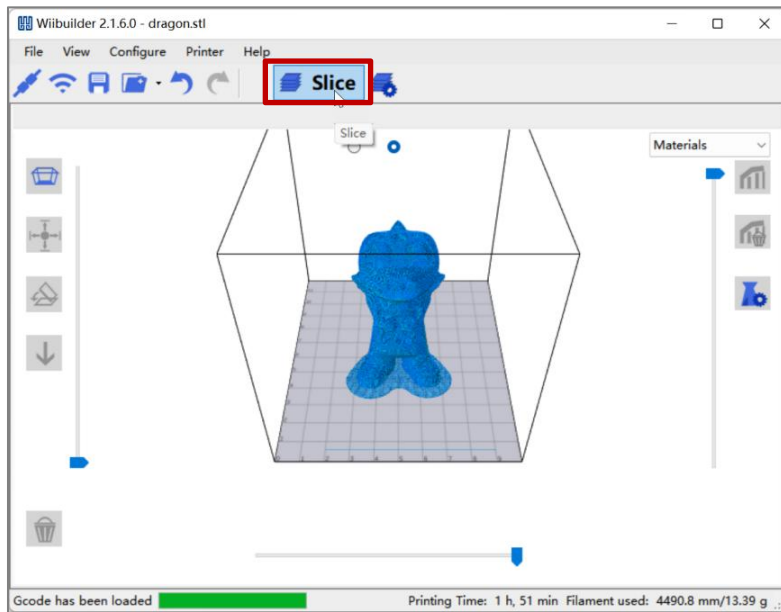 Wiibuilder 2.1.6.0 - dragon.stl
File View Configure Printer Help
Slice
Slice
Materials
Gcode has been loaded Printing Time: 1 h, 51 min Filament used: 4490.8 mm/13.39 g